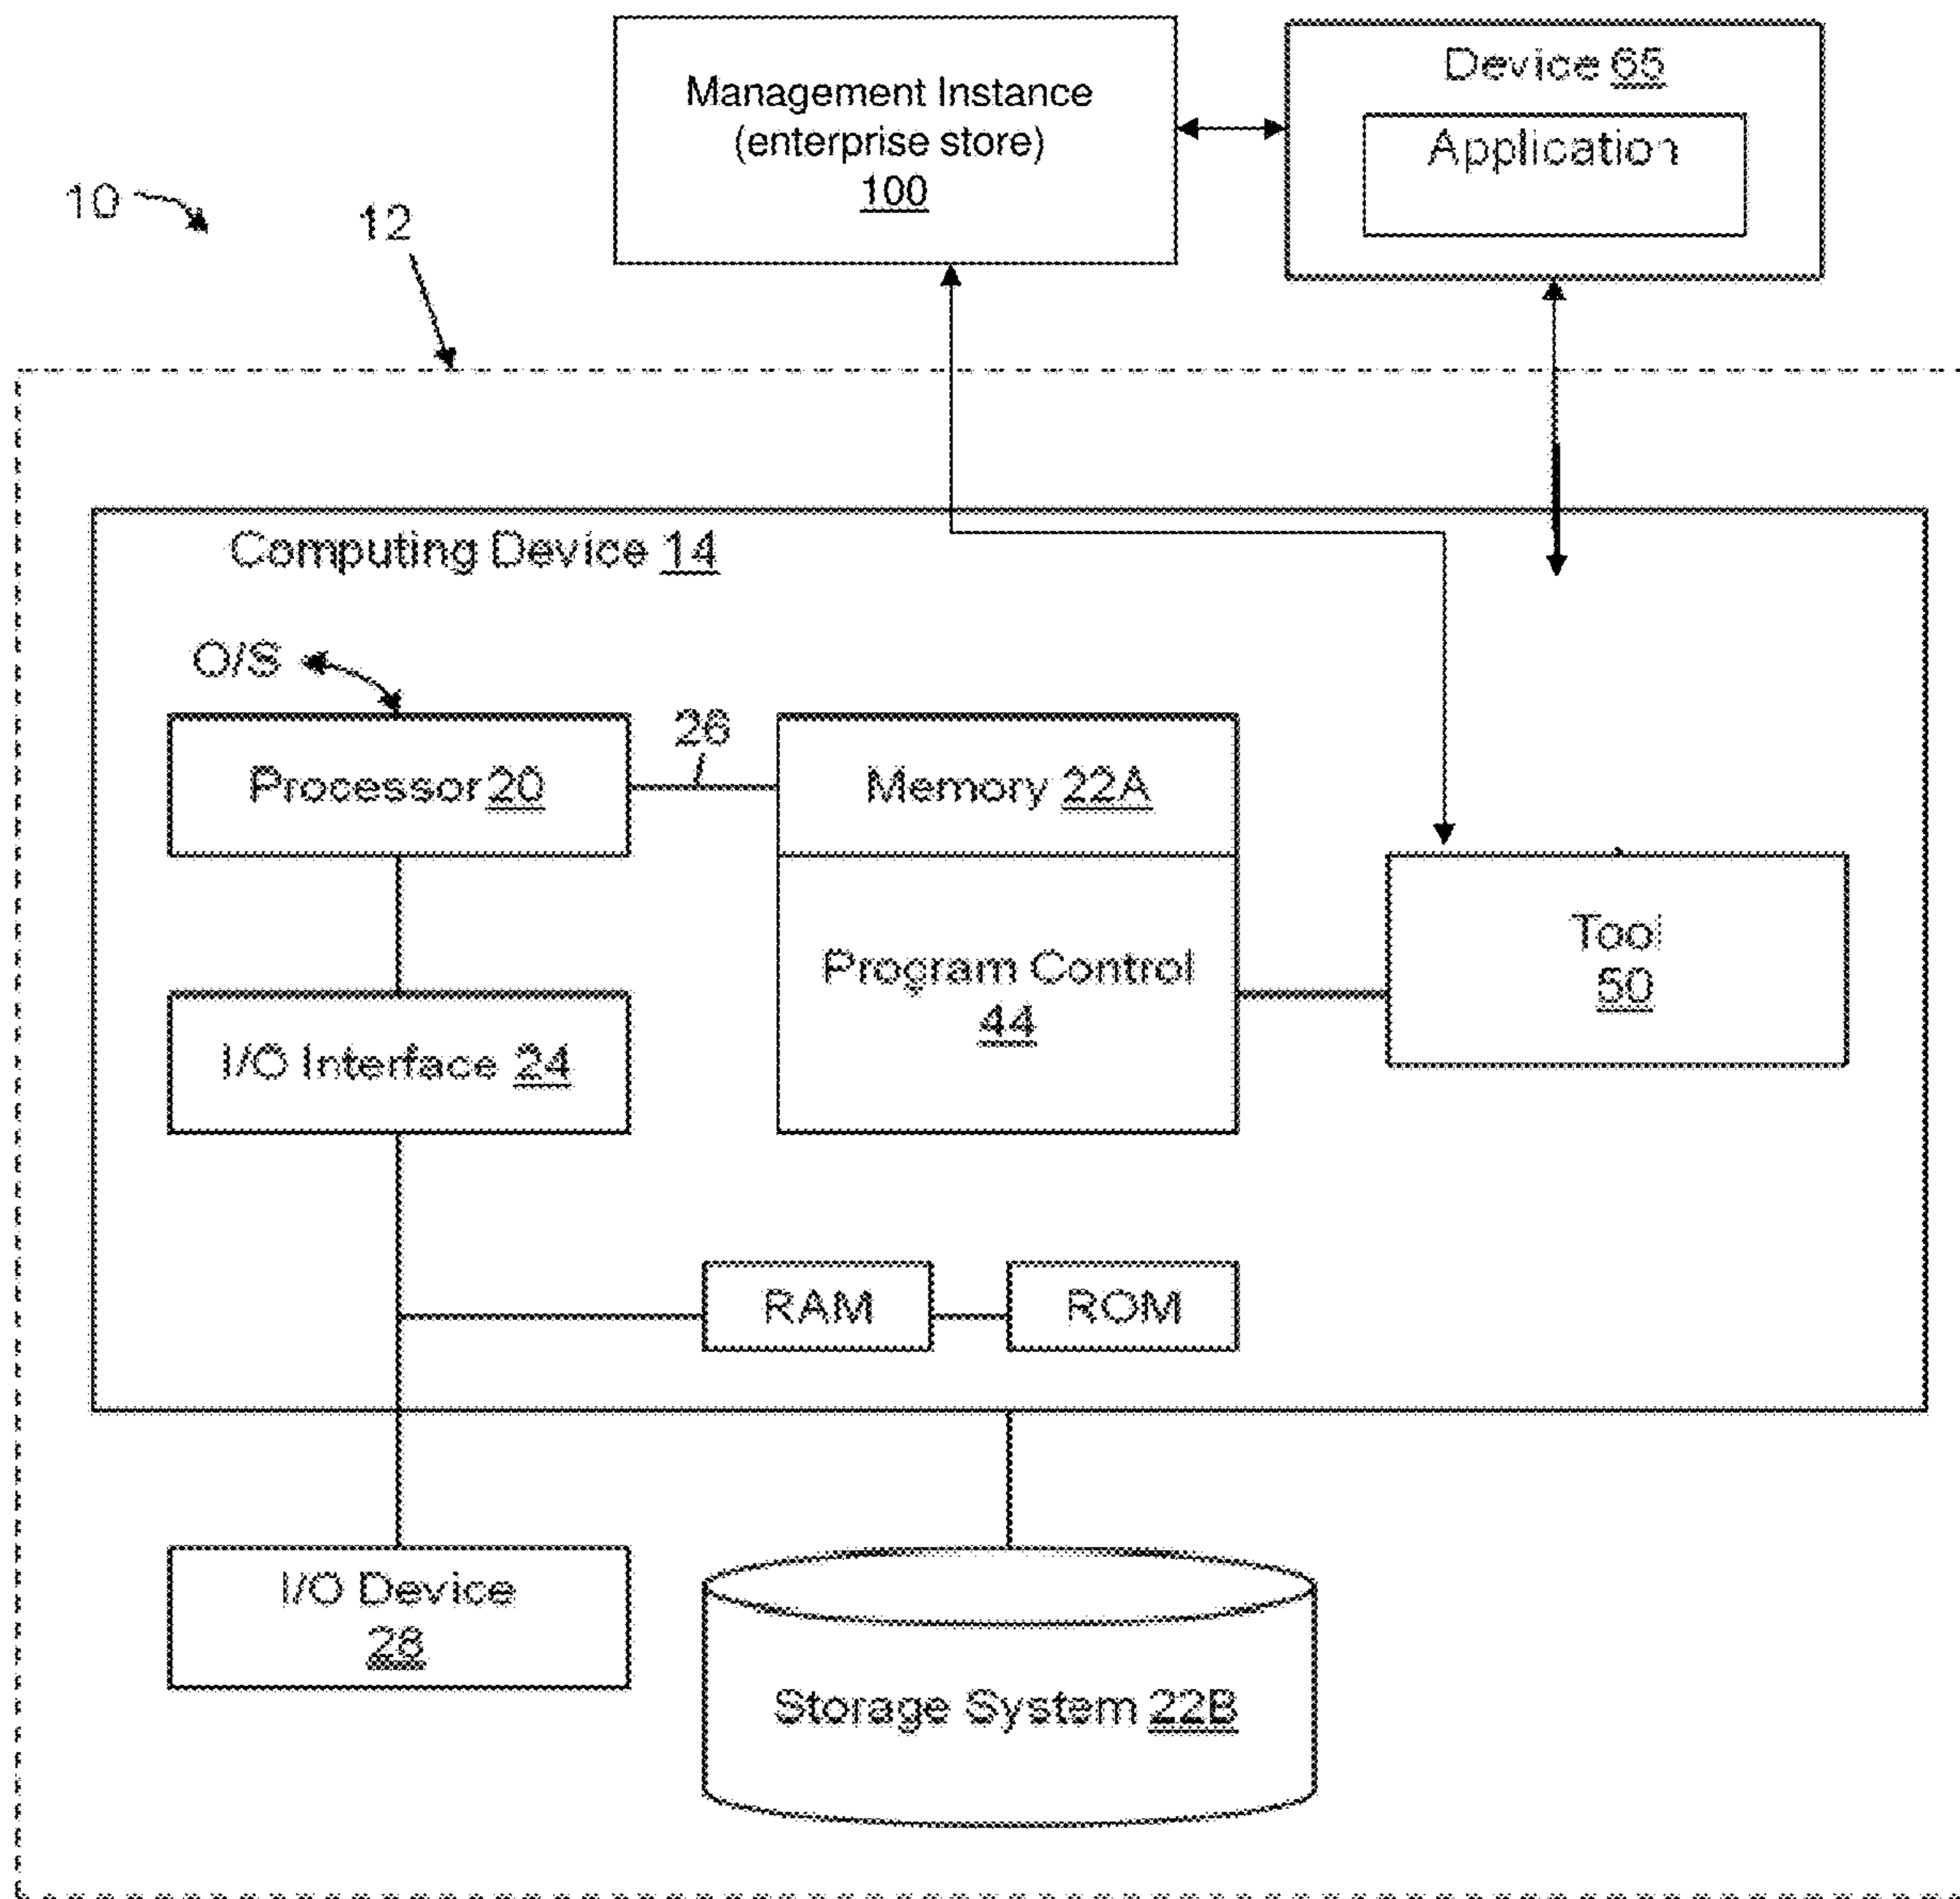 Management Instance
(enterprise store)
100
Device 65
Application
10
12
Computing Device 14
O/S
Processor 20
26
Memory 22A
Program Control
44
Tool
50
I/O Interface 24
RAM
ROM
I/O Device
28
Storage System 22B